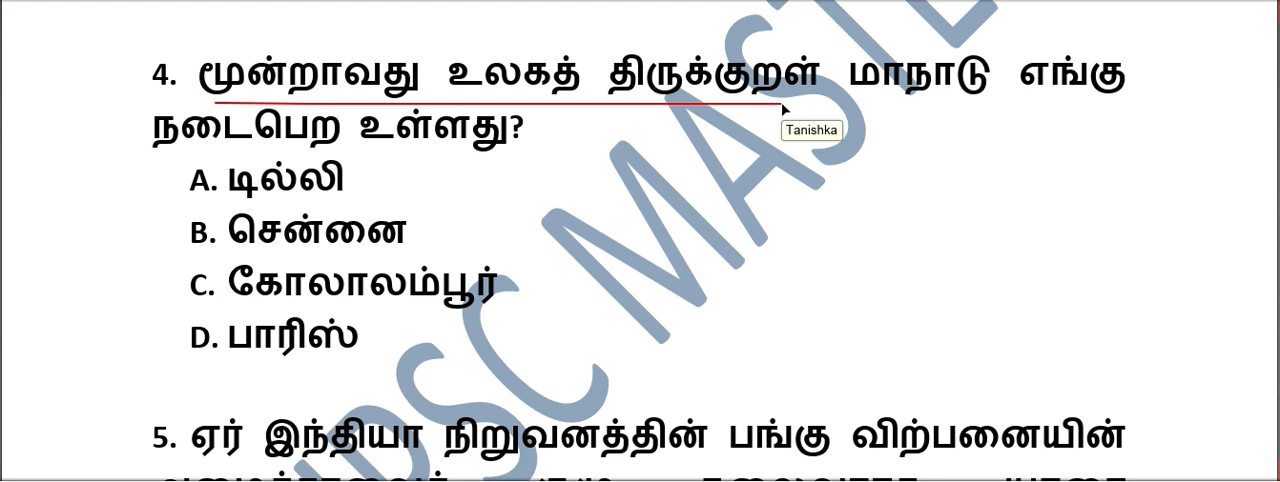 4. மூன்றாவது உலகத் திருக்குறள் மாநாடு எங்கு
நடைபெற உள்ளது?
Tanishka
A. டில்லி
B. சென்னை
C. கோலாலம்பூர்
D. பாரிஸ்
5. ஏர் இந்தியா நிறுவனத்தின் பங்கு விற்பனையின்